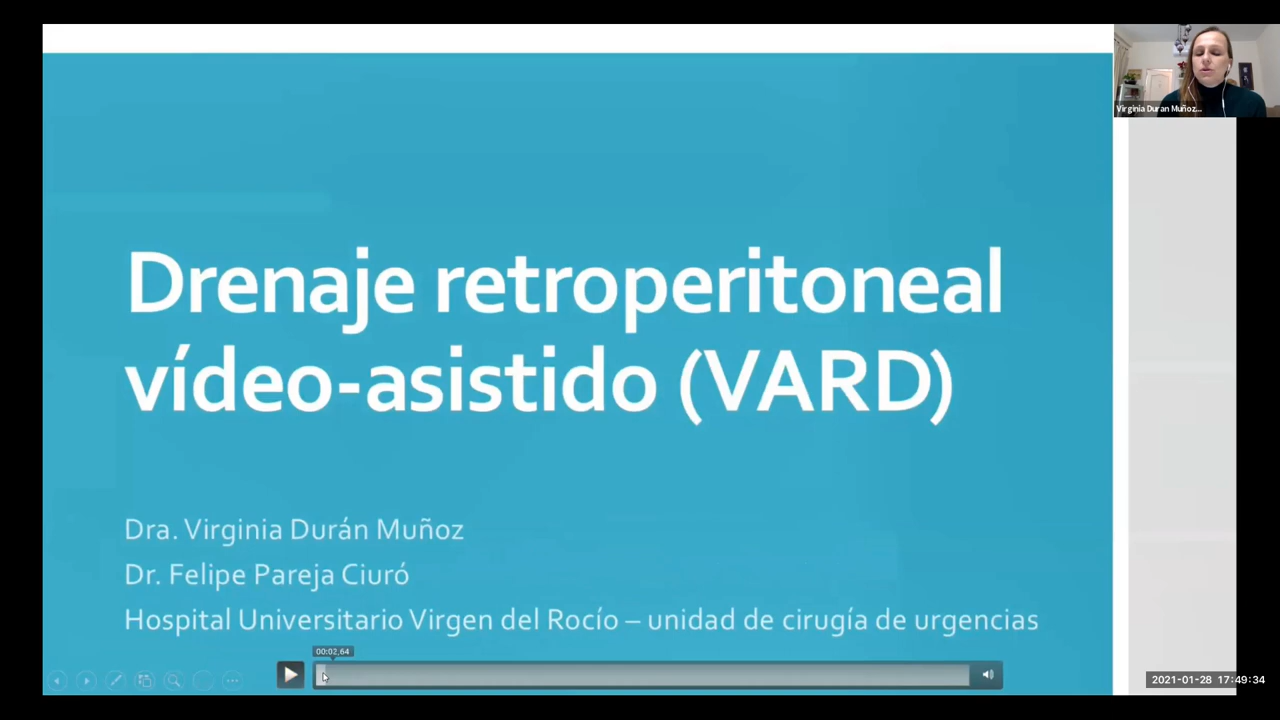 Virginia Duran Muñoz...
Drenaje retroperitoneal
vídeo-asistido (VARD)
Dra. Virginia Durán Muñoz
Dr. Felipe Pareja Ciuró
Hospital Universitario Virgen del Rocío – unidad de cirugía de urgencias
00:02,64
2021-01-28 17:49:34